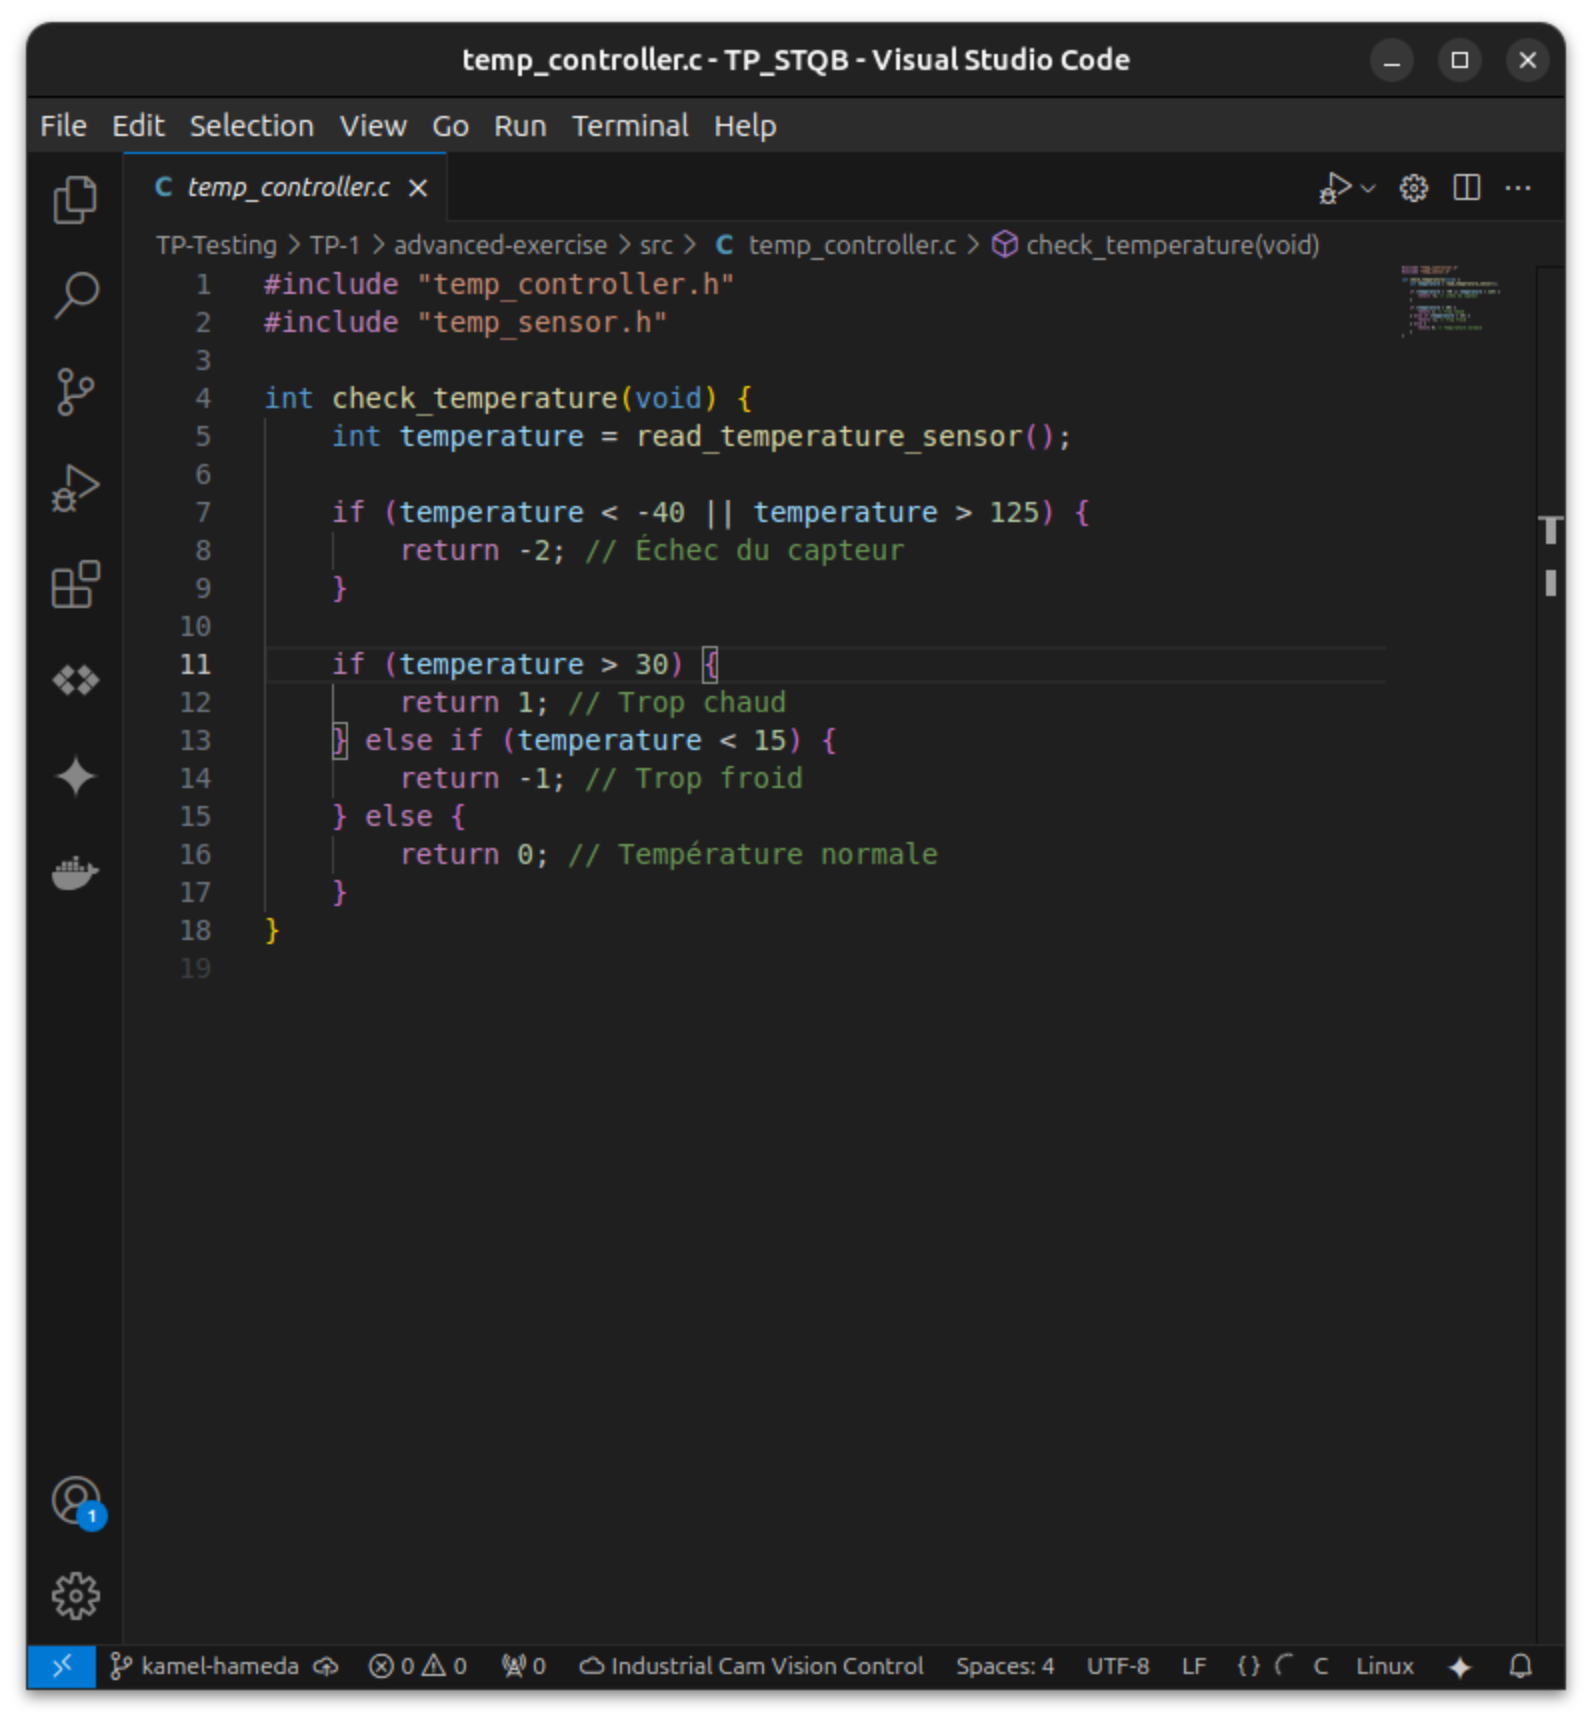 temp_controller.c - TP_STQB - Visual Studio Code
File Edit Selection View Go Run Terminal Help
C temp_controller.c
TP-Testing > TP-1 > advanced-exercise > src > C temp_controller.c > check_temperature(void)
1 #include "temp_controller.h"
2 #include "temp_sensor.h"
3
4 int check_temperature(void) {
5     int temperature = read_temperature_sensor();
6
7     if (temperature < -40 || temperature > 125) {
8         return -2; // Échec du capteur
9     }
10
11     if (temperature > 30) {
12         return 1; // Trop chaud
13     } else if (temperature < 15) {
14         return -1; // Trop froid
15     } else {
16         return 0; // Température normale
17     }
18 }
19
1
kamel-hameda 0 0 0 Industrial Cam Vision Control Spaces: 4 UTF-8 LF {} C Linux